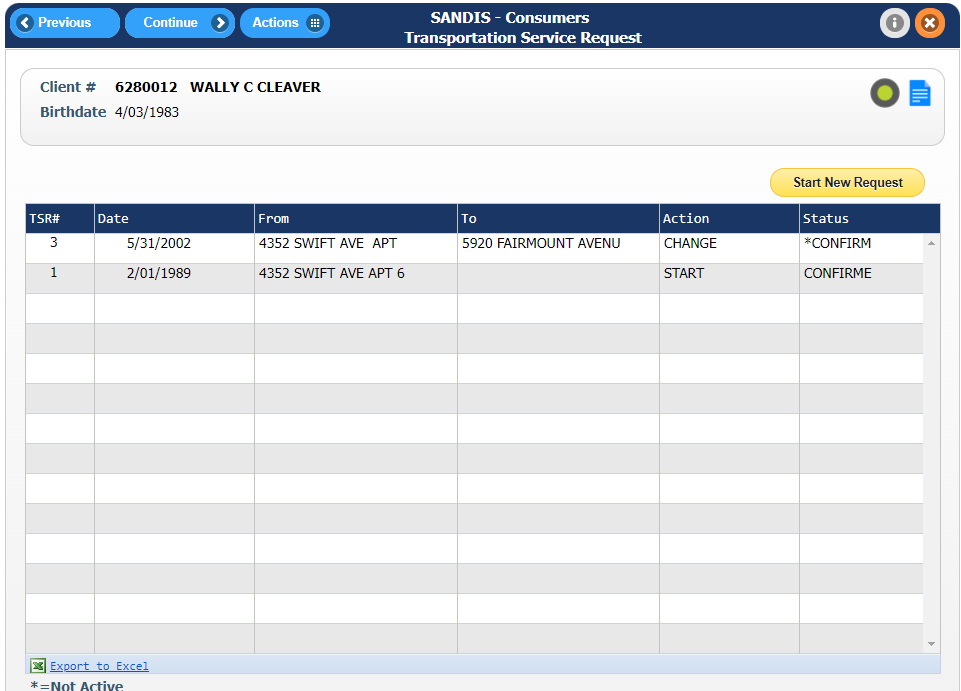 Previous Continue Actions SANDIS - Consumers
Transportation Service Request
Client # 6280012 WALLY C CLEAVER
Birthdate 4/03/1983
Start New Request
TSR# Date From To Action Status
3 5/31/2002 4352 SWIFT AVE APT 5920 FAIRMOUNT AVENU CHANGE *CONFIRM
1 2/01/1989 4352 SWIFT AVE APT 6 START CONFIRME
Export to Excel
*=Not Active